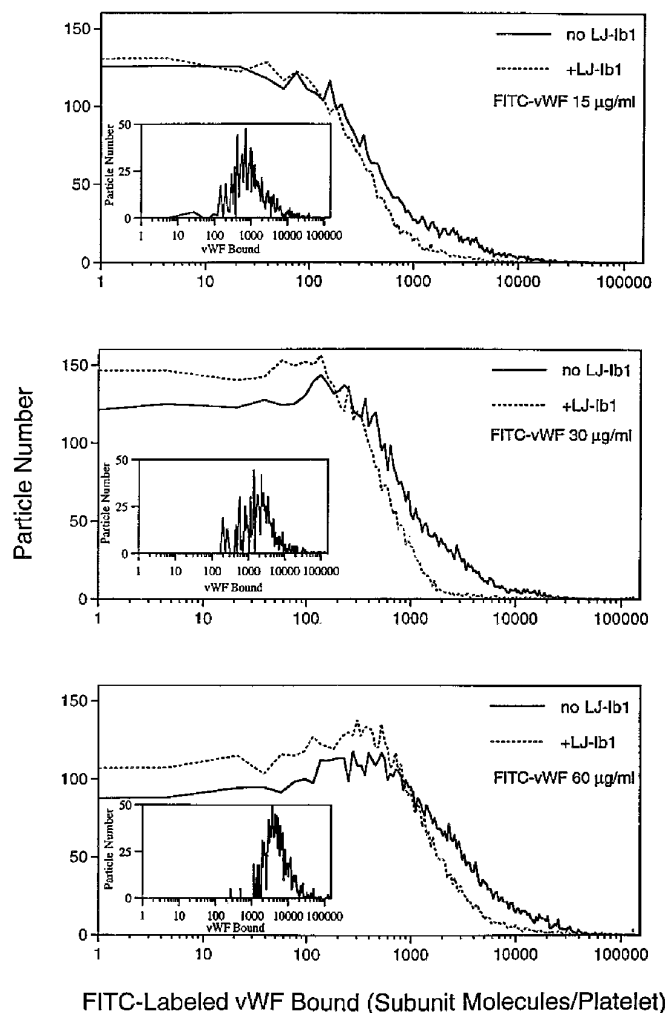 150
no LJ-Ib1
+LJ-Ib1
FITC-vWF 15 µg/ml
100
50
0
Particle Number
50
25
0
1 10 100 1000 10000 100000
vWF Bound
1 10 100 1000 10000 100000
150
no LJ-Ib1
+LJ-Ib1
FITC-vWF 30 µg/ml
100
50
0
Particle Number
Particle Number
50
25
0
1 10 100 1000 10000 100000
vWF Bound
1 10 100 1000 10000 100000
150
no LJ-Ib1
+LJ-Ib1
FITC-vWF 60 µg/ml
100
50
0
Particle Number
50
25
0
1 10 100 1000 10000 100000
vWF Bound
1 10 100 1000 10000 100000
FITC-Labeled vWF Bound (Subunit Molecules/Platelet)